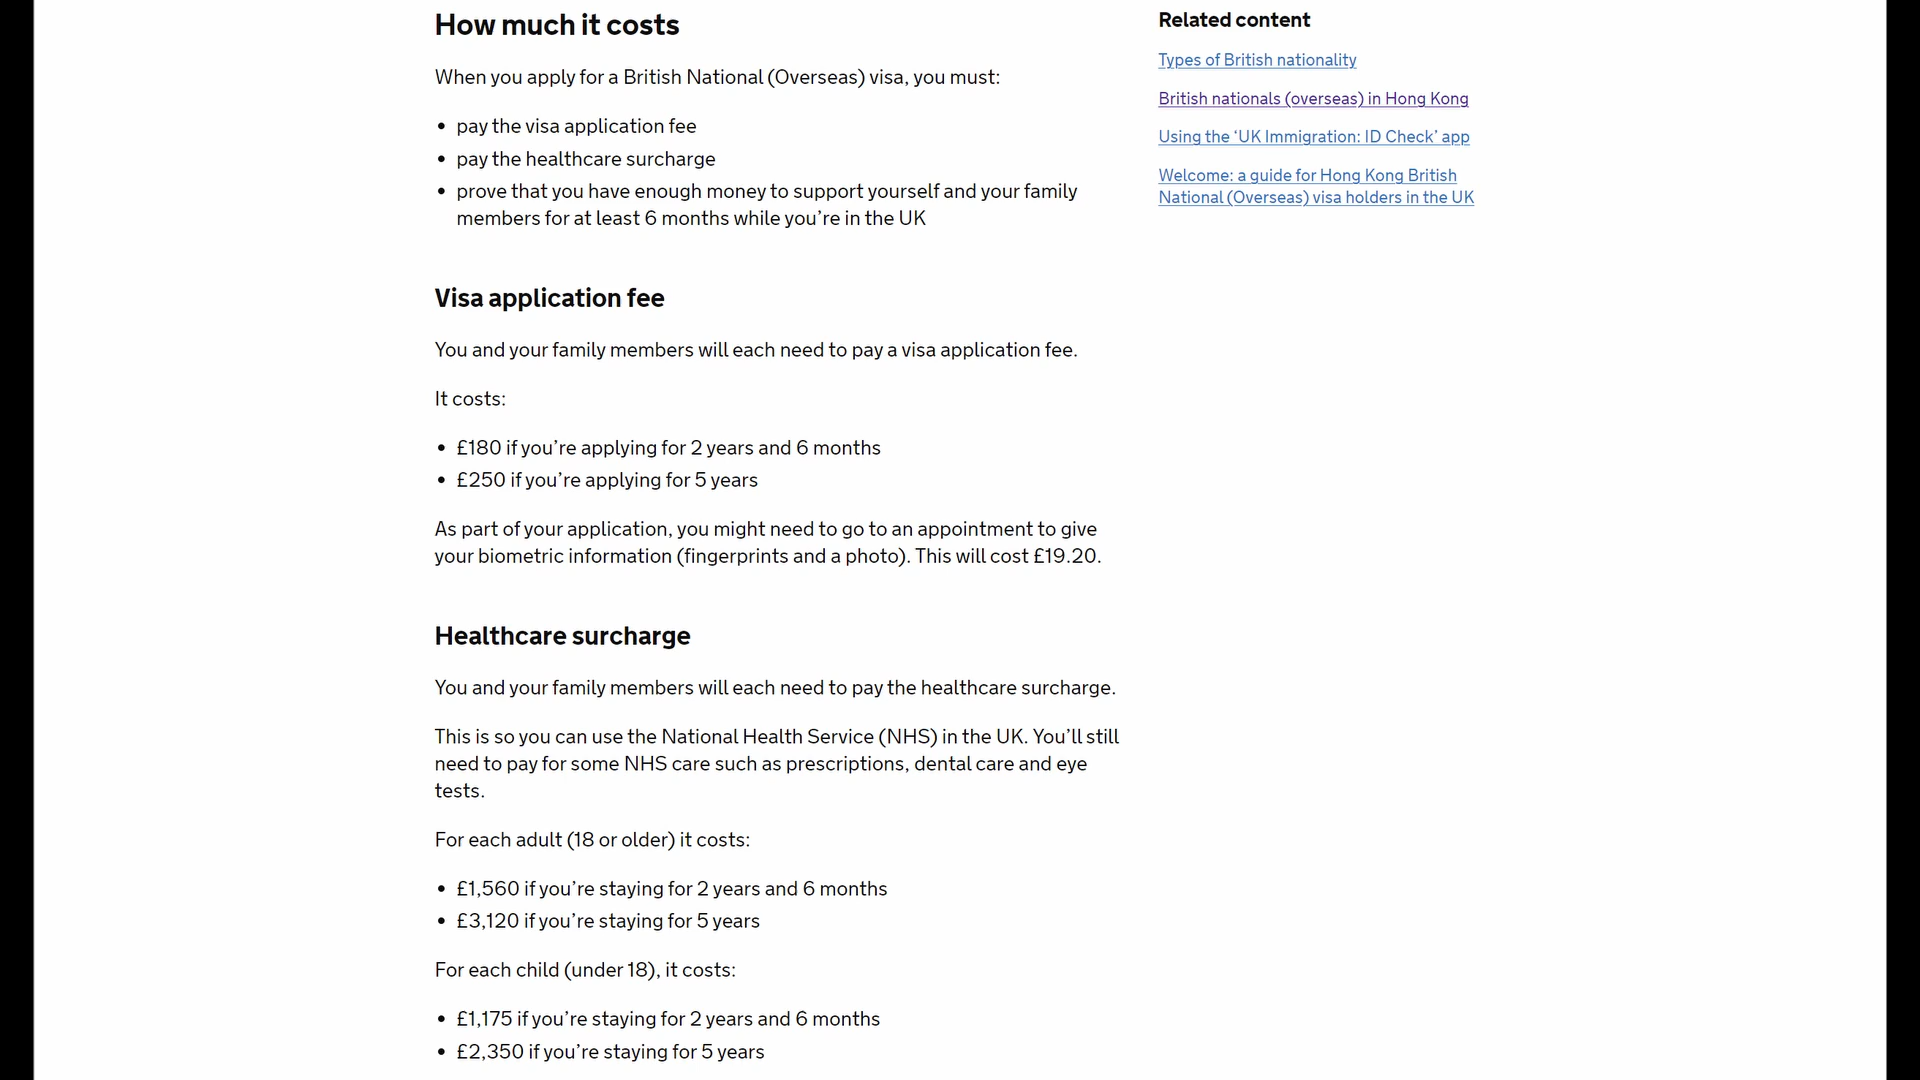 How much it costs
When you apply for a British National (Overseas) visa, you must:
• pay the visa application fee
• pay the healthcare surcharge
• prove that you have enough money to support yourself and your family
members for at least 6 months while you’re in the UK
Visa application fee
You and your family members will each need to pay a visa application fee.
It costs:
• £180 if you’re applying for 2 years and 6 months
• £250 if you’re applying for 5 years
As part of your application, you might need to go to an appointment to give
your biometric information (fingerprints and a photo). This will cost £19.20.
Healthcare surcharge
You and your family members will each need to pay the healthcare surcharge.
This is so you can use the National Health Service (NHS) in the UK. You’ll still
need to pay for some NHS care such as prescriptions, dental care and eye
tests.
For each adult (18 or older) it costs:
• £1,560 if you’re staying for 2 years and 6 months
• £3,120 if you’re staying for 5 years
For each child (under 18), it costs:
• £1,175 if you’re staying for 2 years and 6 months
• £2,350 if you’re staying for 5 years
Related content
Types of British nationality
British nationals (overseas) in Hong Kong
Using the ‘UK Immigration: ID Check’ app
Welcome: a guide for Hong Kong British
National (Overseas) visa holders in the UK